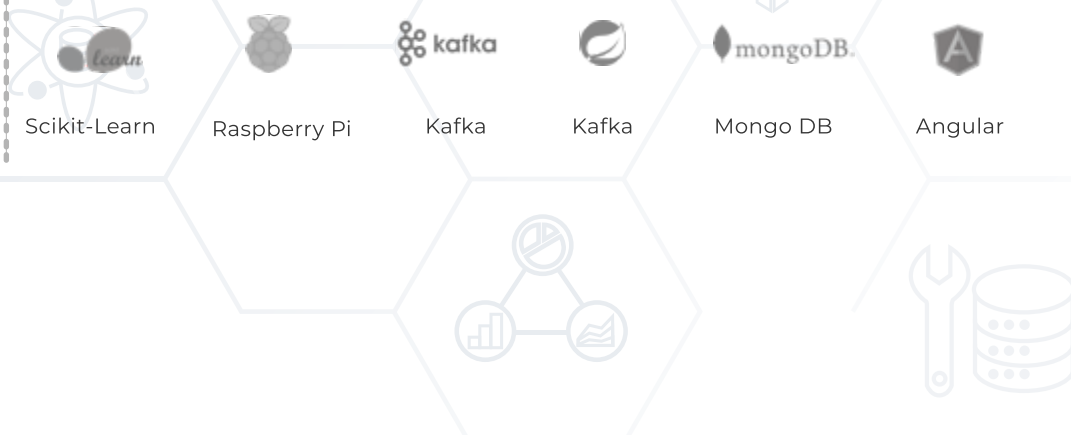 learn
kafka
mongoDB.
A
Scikit-Learn
Raspberry Pi
Kafka
Kafka
Mongo DB
Angular